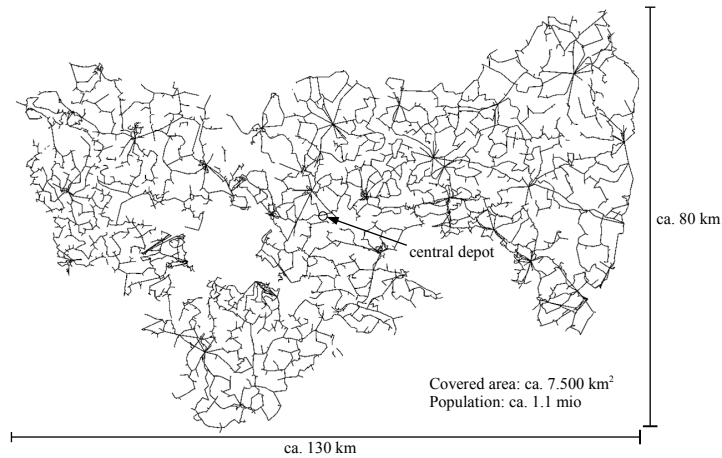 ca. 80 km
central depot
Covered area: ca. 7.500 km²
Population: ca. 1.1 mio
ca. 130 km